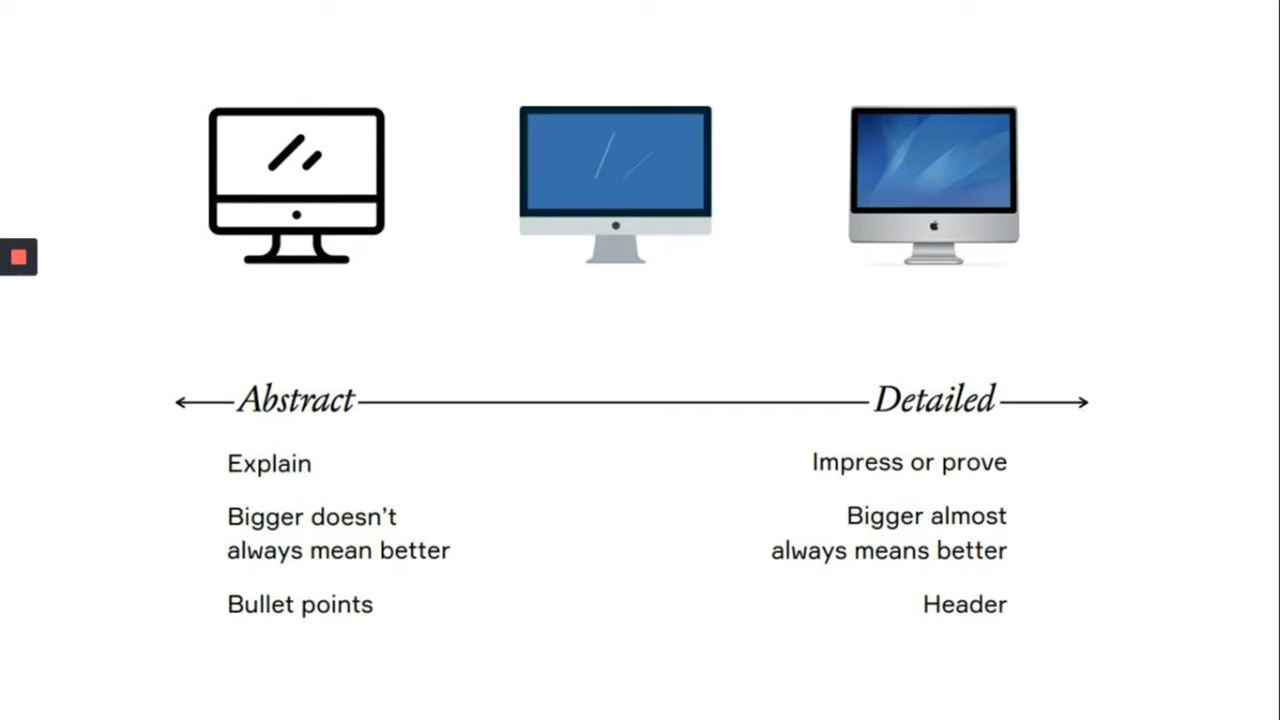 Abstract
Detailed
Explain
Impress or prove
Bigger doesn't
always mean better
Bigger almost
always means better
Bullet points
Header